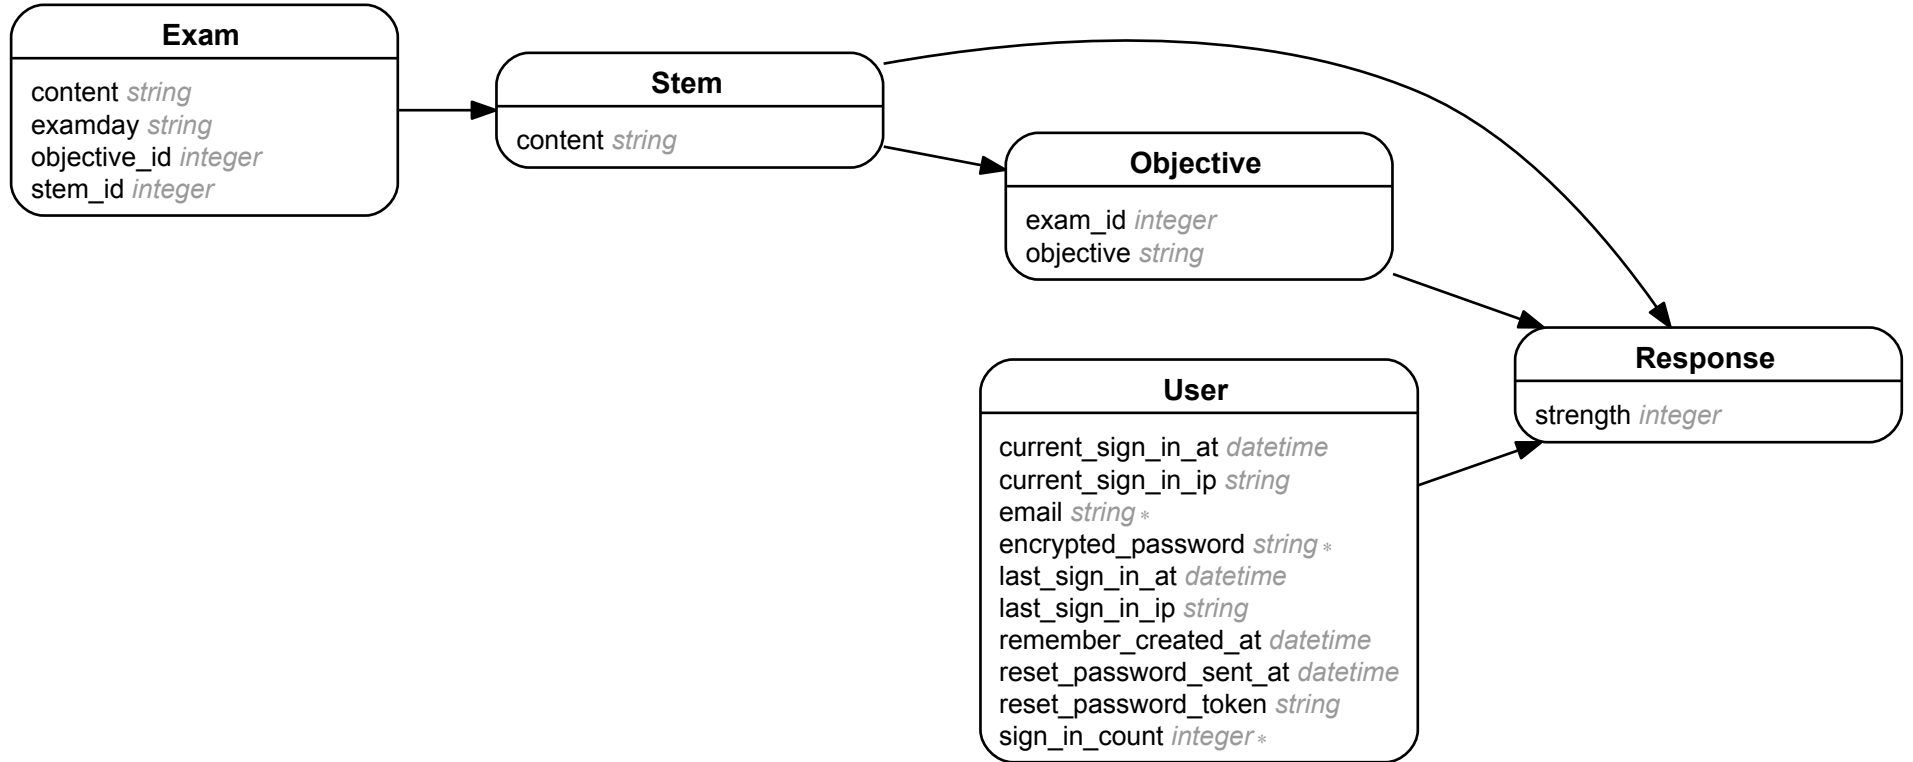 Exam
content string
examday string
objective_id integer
stem_id integer
Stem
content string
Objective
exam_id integer
objective string
Response
strength integer
User
current_sign_in_at datetime
current_sign_in_ip string
email string *
encrypted_password string *
last_sign_in_at datetime
last_sign_in_ip string
remember_created_at datetime
reset_password_sent_at datetime
reset_password_token string
sign_in_count integer *